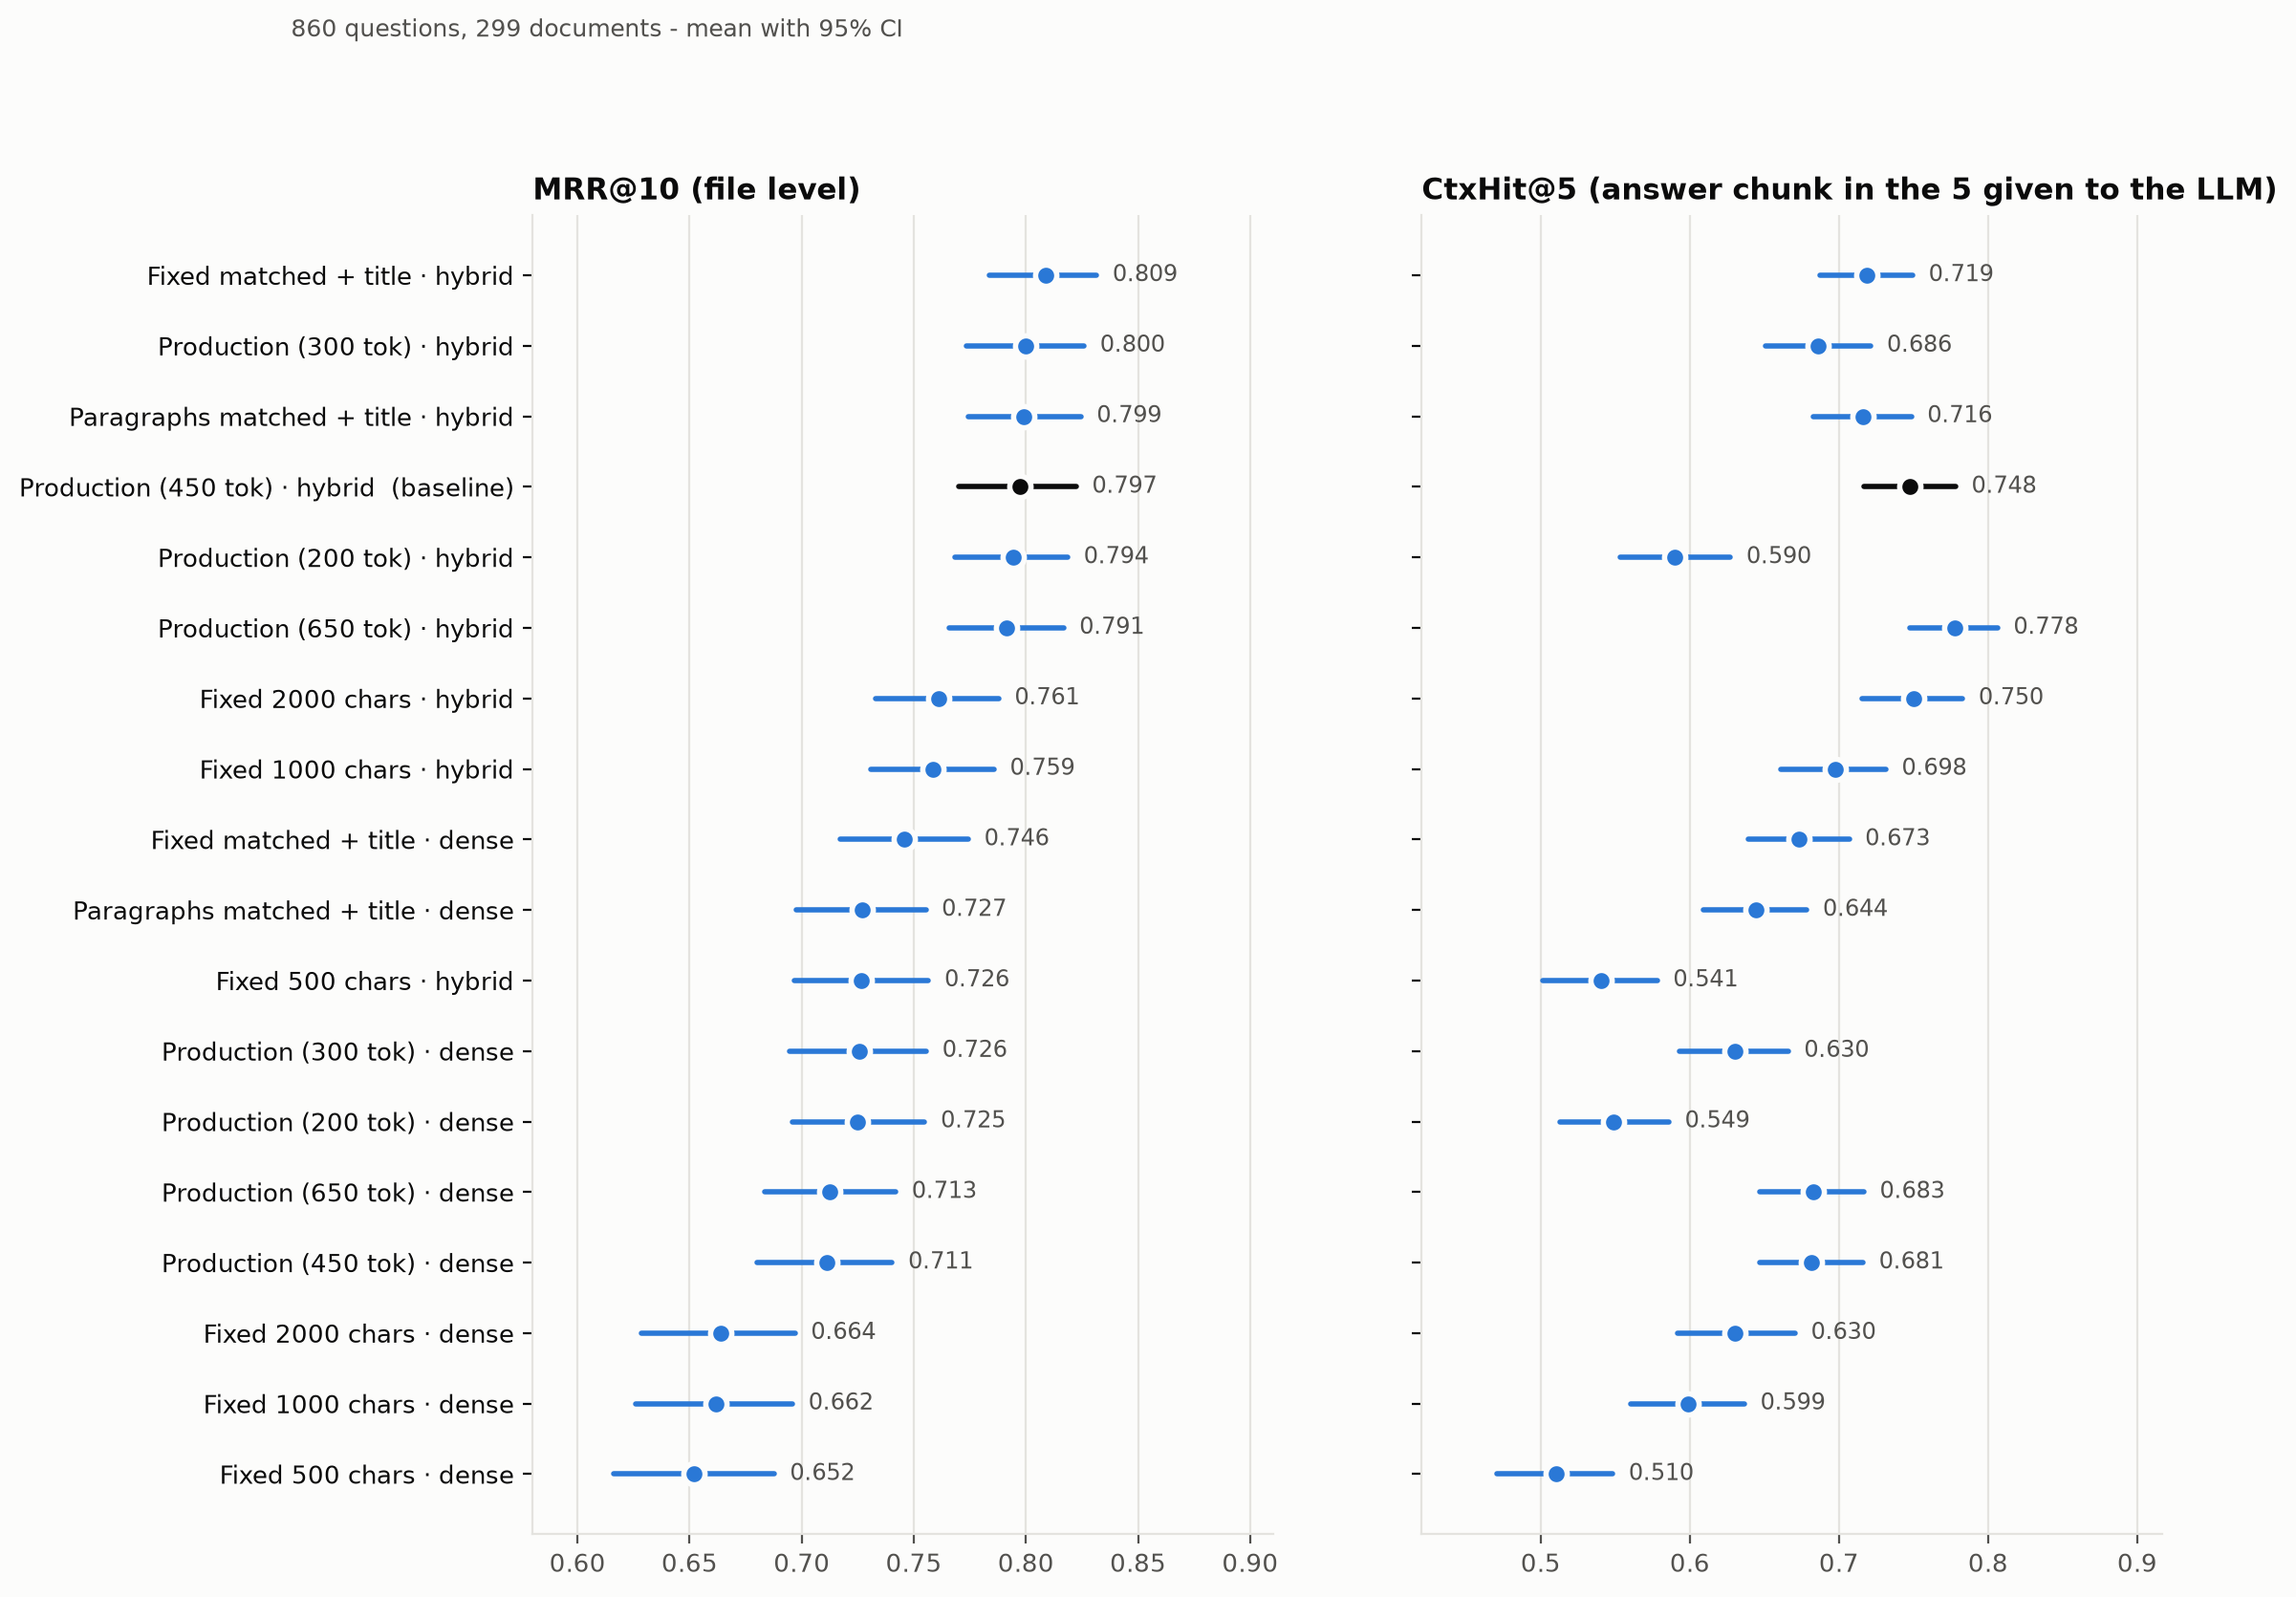 860 questions, 299 documents - mean with 95% CI
MRR@10 (file level)
CtxHit@5 (answer chunk in the 5 given to the LLM)
Fixed matched + title · hybrid 0.809 0.719
Production (300 tok) · hybrid 0.800 0.686
Paragraphs matched + title · hybrid 0.799 0.716
Production (450 tok) · hybrid (baseline) 0.797 0.748
Production (200 tok) · hybrid 0.794 0.590
Production (650 tok) · hybrid 0.791 0.778
Fixed 2000 chars · hybrid 0.761 0.750
Fixed 1000 chars · hybrid 0.759 0.698
Fixed matched + title · dense 0.746 0.673
Paragraphs matched + title · dense 0.727 0.644
Fixed 500 chars · hybrid 0.726 0.541
Production (300 tok) · dense 0.726 0.630
Production (200 tok) · dense 0.725 0.549
Production (650 tok) · dense 0.713 0.683
Production (450 tok) · dense 0.711 0.681
Fixed 2000 chars · dense 0.664 0.630
Fixed 1000 chars · dense 0.662 0.599
Fixed 500 chars · dense 0.652 0.510
0.60 0.65 0.70 0.75 0.80 0.85 0.90
0.5 0.6 0.7 0.8 0.9